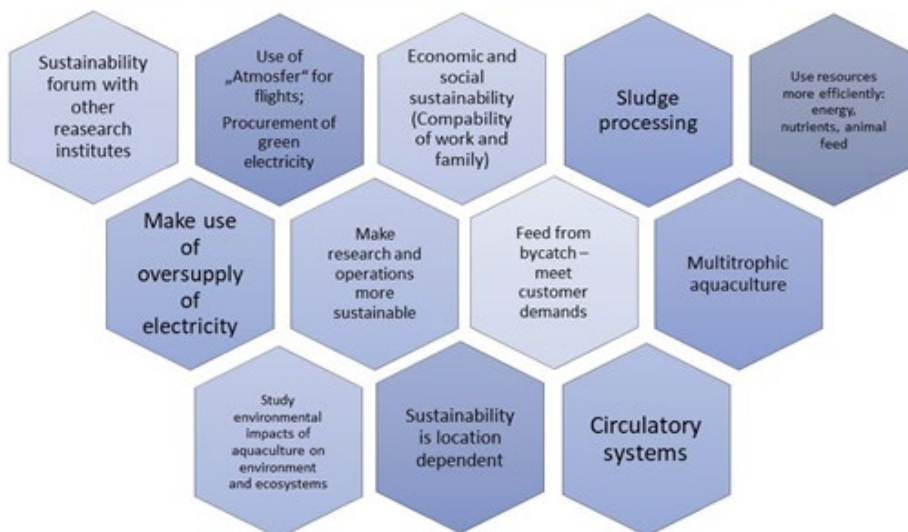 Sustainability
forum with
other
reasearch
institutes
Use of
„Atmosfer“ for
flights;
Procurement of
green
electricity
Economic and
social
sustainability
(Compability
of work and
family)
Sludge
processing
Use resources
more efficiently:
energy,
nutrients, animal
feed
Make use
of
oversupply
of
electricity
Make
research and
operations
more
sustainable
Feed from
bycatch –
meet
customer
demands
Multitrophic
aquaculture
Study
environmental
impacts of
aquaculture on
environment
and ecosystems
Sustainability
is location
dependent
Circulatory
systems